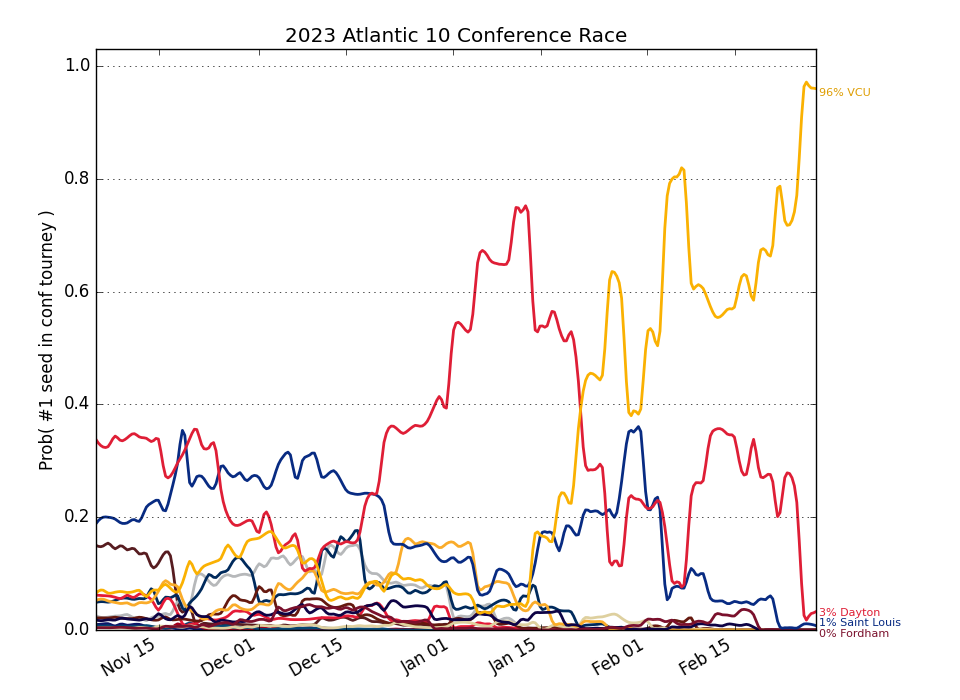 2023 Atlantic 10 Conference Race
Prob( #1 seed in conf tourney )
1.0
0.8
0.6
0.4
0.2
0.0
96% VCU
3% Dayton
1% Saint Louis
0% Fordham
Nov 15
Dec 01
Dec 15
Jan 01
Jan 15
Feb 01
Feb 15